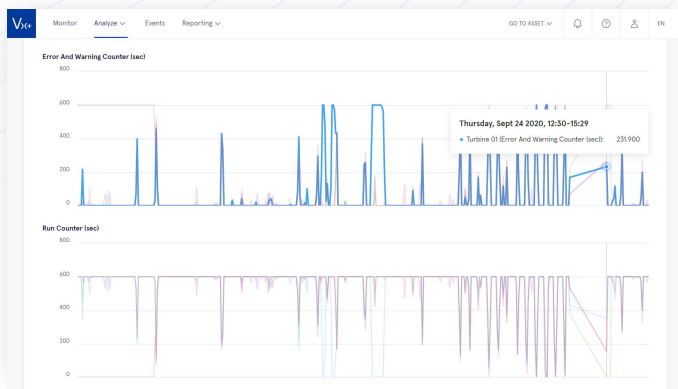 Vx+
Monitor Analyze Events Reporting GO TO ASSET EN
Error And Warning Counter (sec)
800
600
Thursday, Sept 24 2020, 12:30-15:29
Turbine 01 (Error And Warning Counter (sec)): 231.900
400
200
0
Run Counter (sec)
800
600
400
200
0